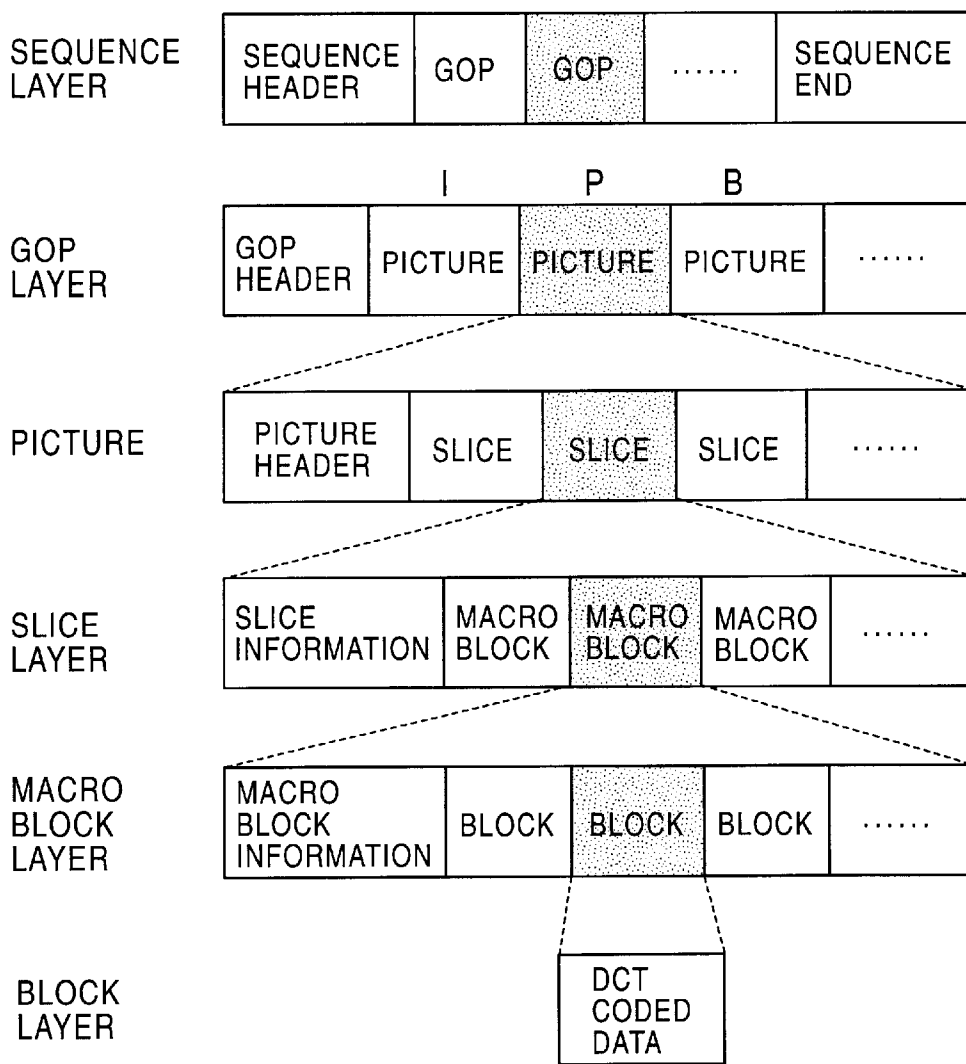 SEQUENCE
LAYER
SEQUENCE
HEADER
GOP
GOP
······
SEQUENCE
END
I
P
B
GOP
LAYER
GOP
HEADER
PICTURE
PICTURE
PICTURE
······
PICTURE
PICTURE
HEADER
SLICE
SLICE
SLICE
······
SLICE
LAYER
SLICE
INFORMATION
MACRO
BLOCK
MACRO
BLOCK
MACRO
BLOCK
······
MACRO
BLOCK
LAYER
MACRO
BLOCK
INFORMATION
BLOCK
BLOCK
BLOCK
······
BLOCK
LAYER
DCT
CODED
DATA